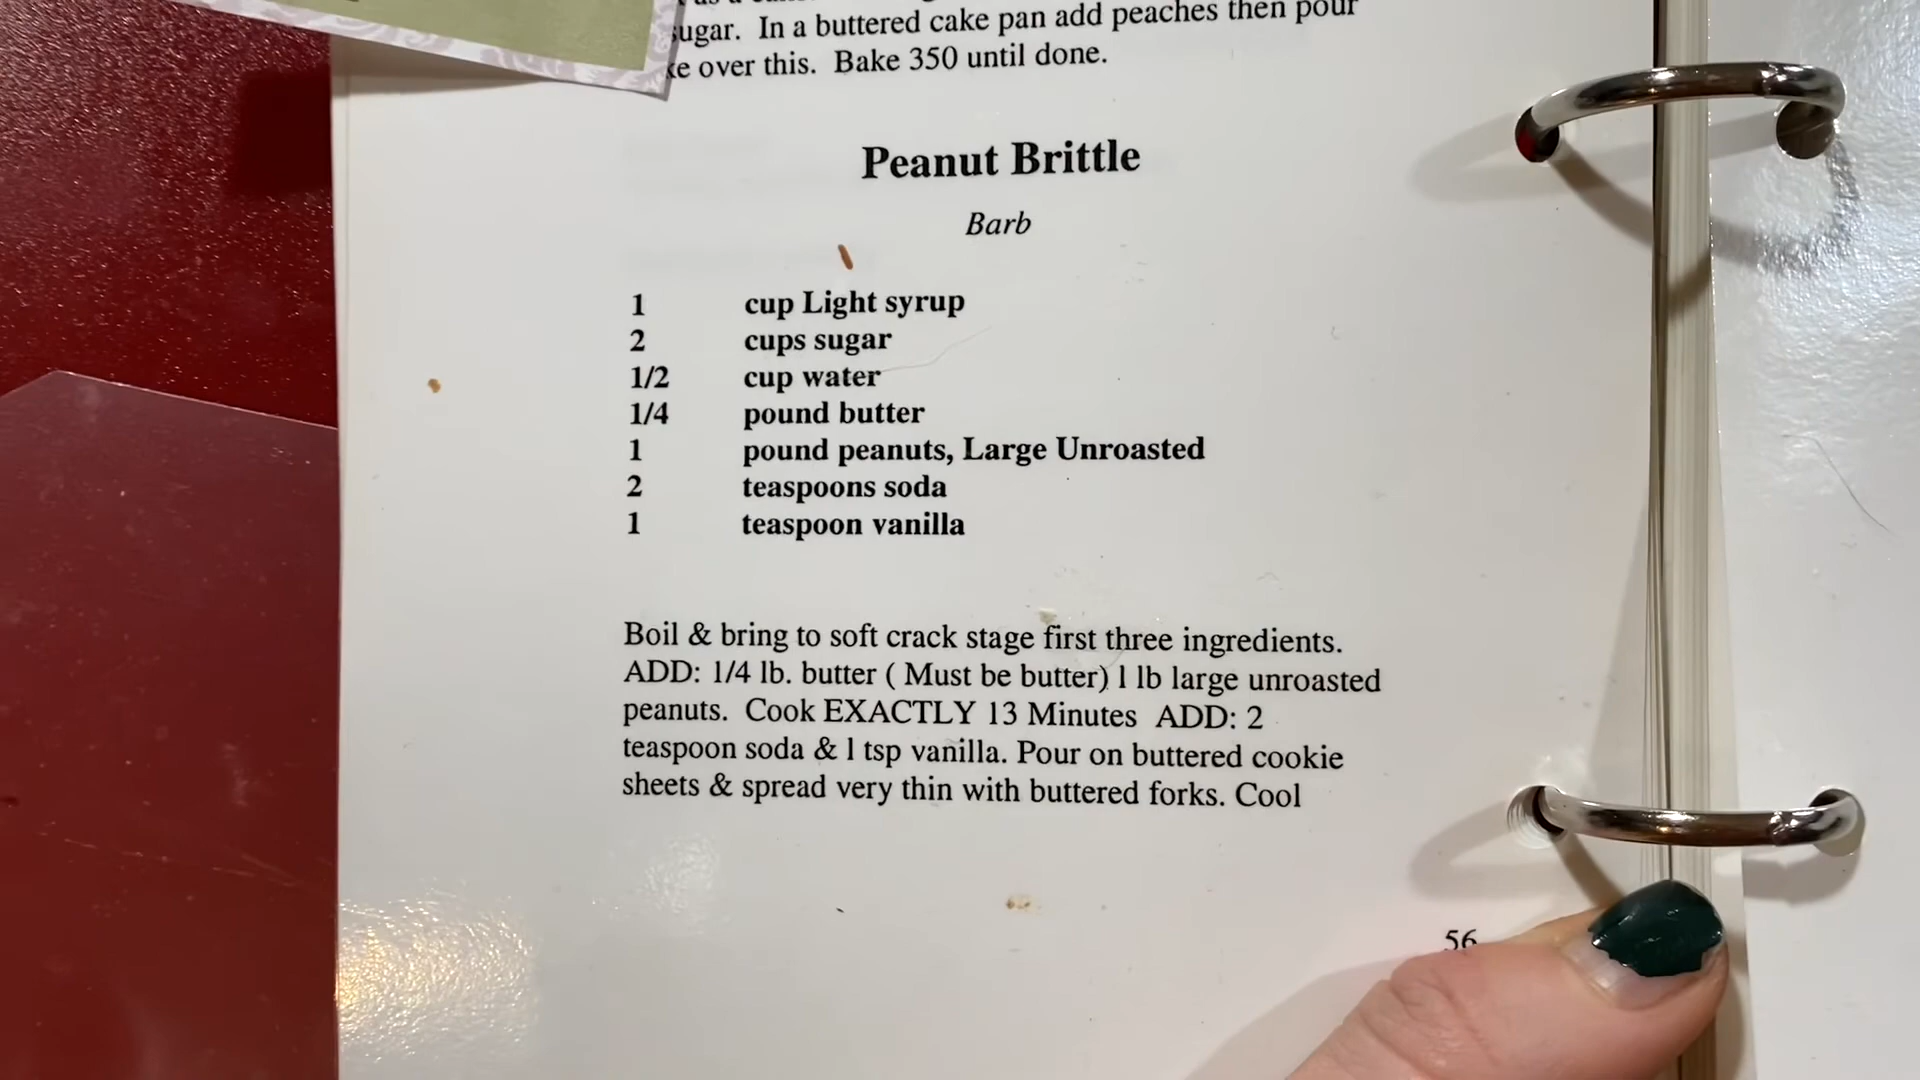 sugar. In a buttered cake pan add peaches then pour
over this. Bake 350 until done.
Peanut Brittle
Barb
1 cup Light syrup
2 cups sugar
1/2 cup water
1/4 pound butter
1 pound peanuts, Large Unroasted
2 teaspoons soda
1 teaspoon vanilla
Boil & bring to soft crack stage first three ingredients.
ADD: 1/4 lb. butter ( Must be butter) 1 lb large unroasted
peanuts. Cook EXACTLY 13 Minutes ADD: 2
teaspoon soda & 1 tsp vanilla. Pour on buttered cookie
sheets & spread very thin with buttered forks. Cool
56